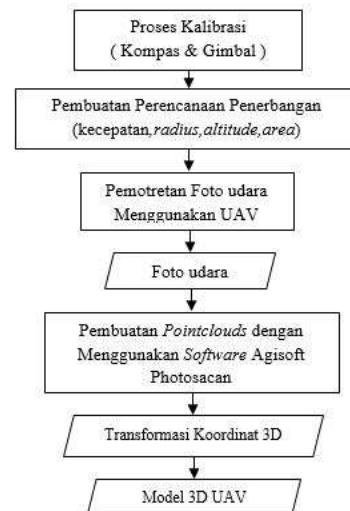 Proses Kalibrasi
( Kompas & Gimbal )
Pembuatan Perencanaan Penerbangan
(kecepatan,radius,altitude,area)
Pemotretan Foto udara
Menggunakan UAV
Foto udara
Pembuatan Pointclouds dengan
Menggunakan Software Agisoft
Photosacan
Transformasi Koordinat 3D
Model 3D UAV